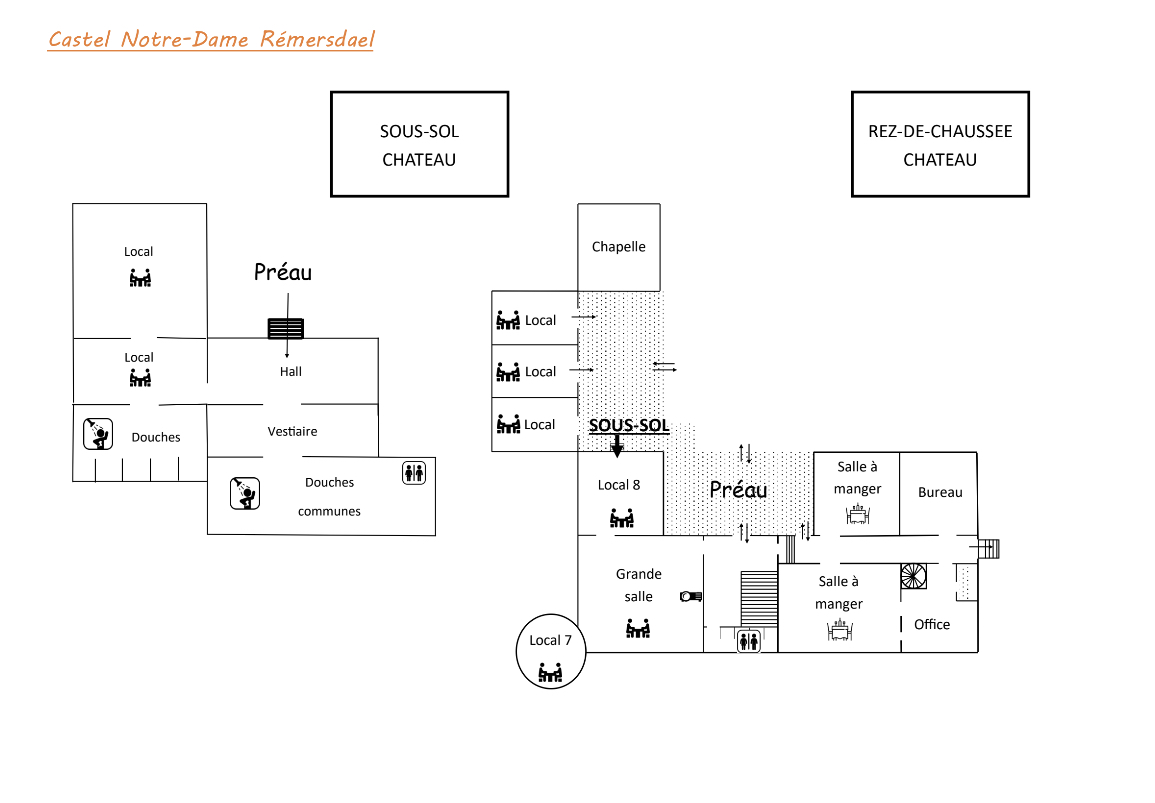 Castel Notre-Dame Rémersdael
SOUS-SOL
CHATEAU
REZ-DE-CHAUSSEE
CHATEAU
Local
Préau
Local
Hall
Douches
Vestiaire
Douches
communes
Chapelle
Local
Local
Local
SOUS-SOL
Local 8
Préau
Salle à
manger
Bureau
Grande
salle
Salle à
manger
Office
Local 7